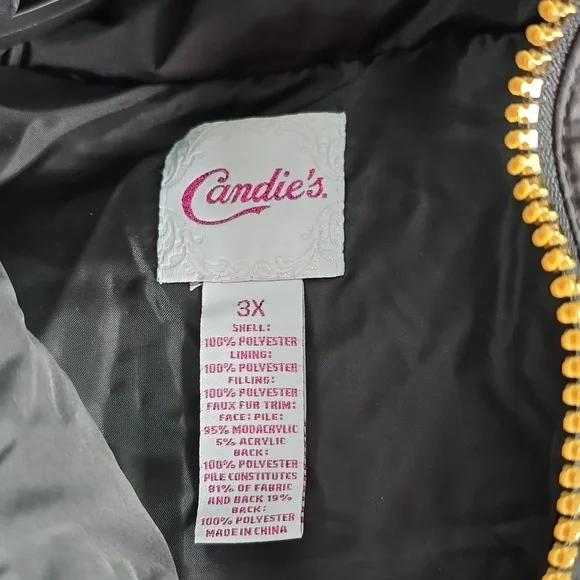 Candie's.
3X
SHELL:
100% POLYESTER
LINING:
100% POLYESTER
FILLING:
100% POLYESTER
FAUX FUR TRIM:
FACE: PILE:
95% MODACRYLIC
5% ACRYLIC
BACK:
100% POLYESTER
PILE CONSTITUTES
81% OF FABRIC
AND BACK 19%
BACK:
100% POLYESTER
MADE IN CHINA